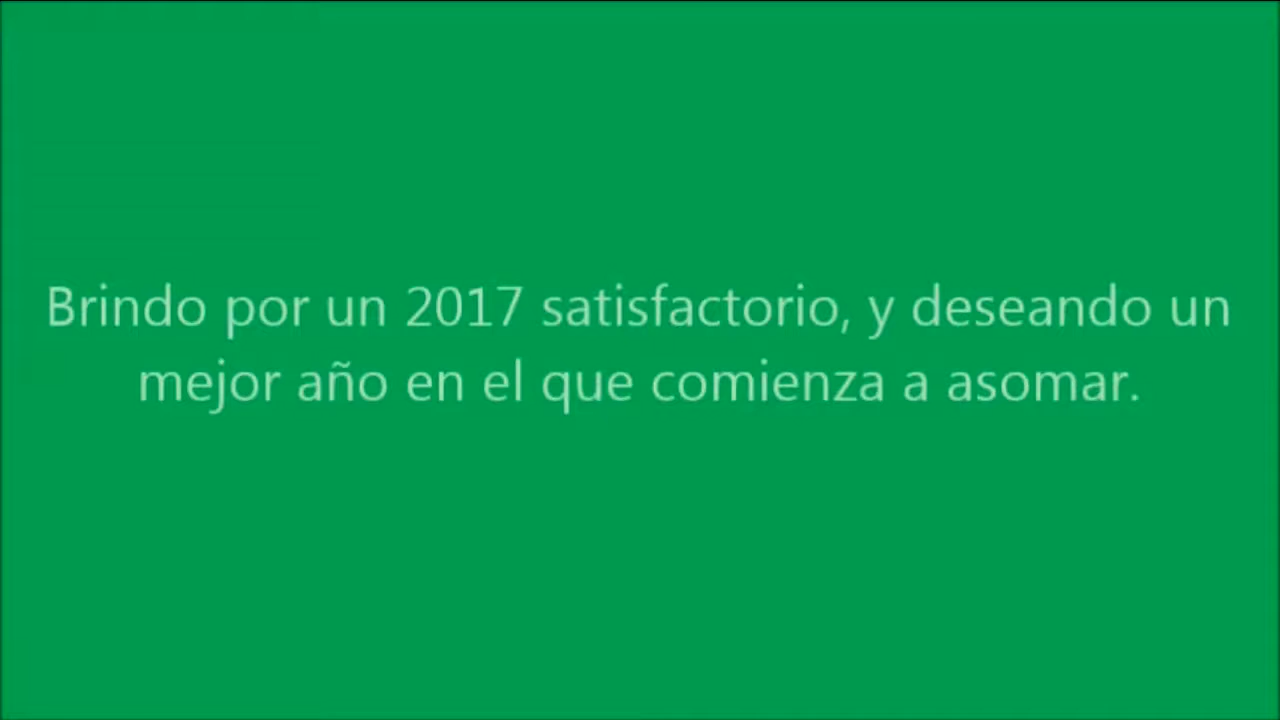 Brindo por un 2017 satisfactorio, y deseando un
mejor año en el que comienza a asomar.